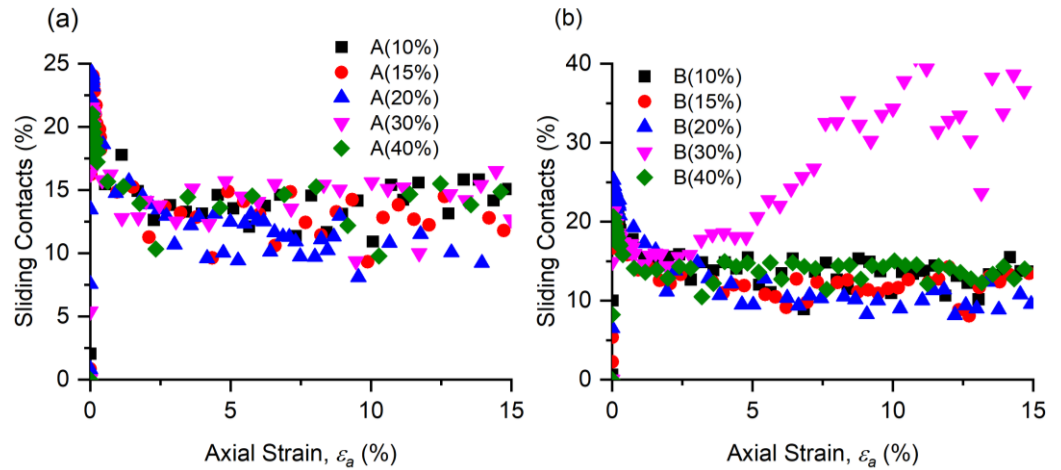 (a)
Sliding Contacts (%)
25
20
15
10
5
0
A(10%)
A(15%)
A(20%)
A(30%)
A(40%)
0 5 10 15
Axial Strain, εa (%)
(b)
Sliding Contacts (%)
40
30
20
10
0
B(10%)
B(15%)
B(20%)
B(30%)
B(40%)
0 5 10 15
Axial Strain, εa (%)